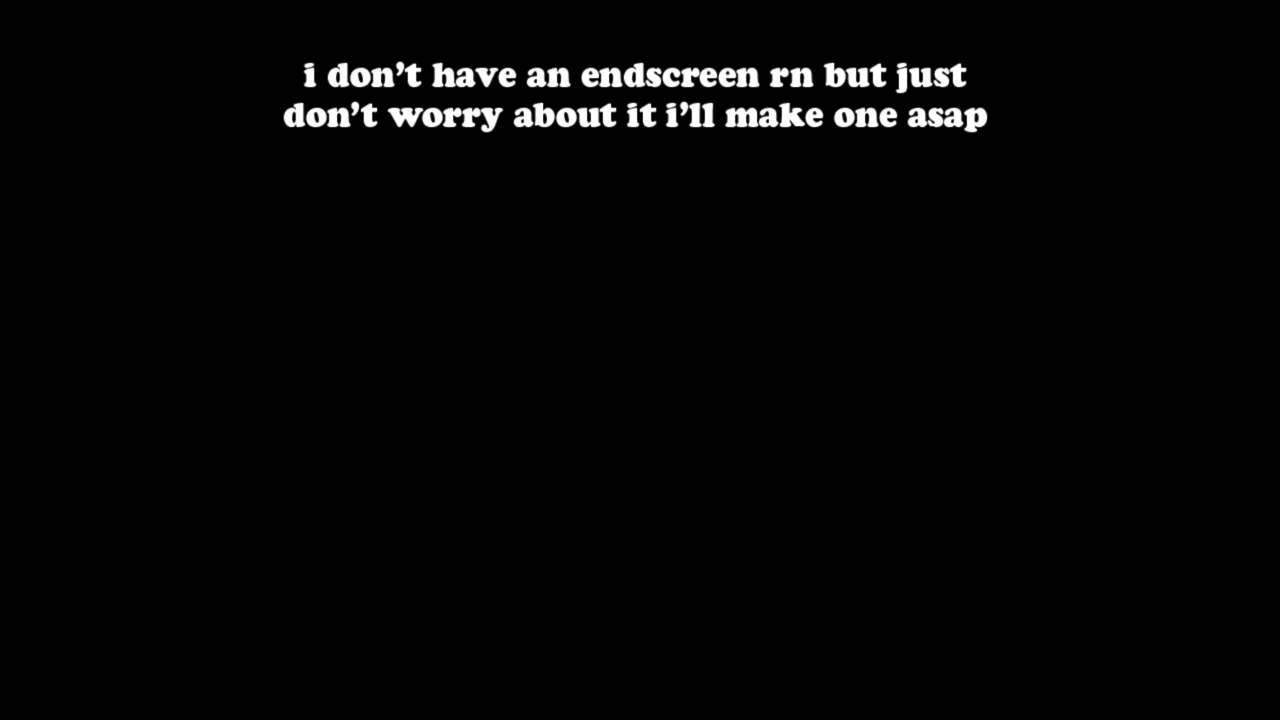 i don’t have an endscreen rn but just
don’t worry about it i’ll make one asap